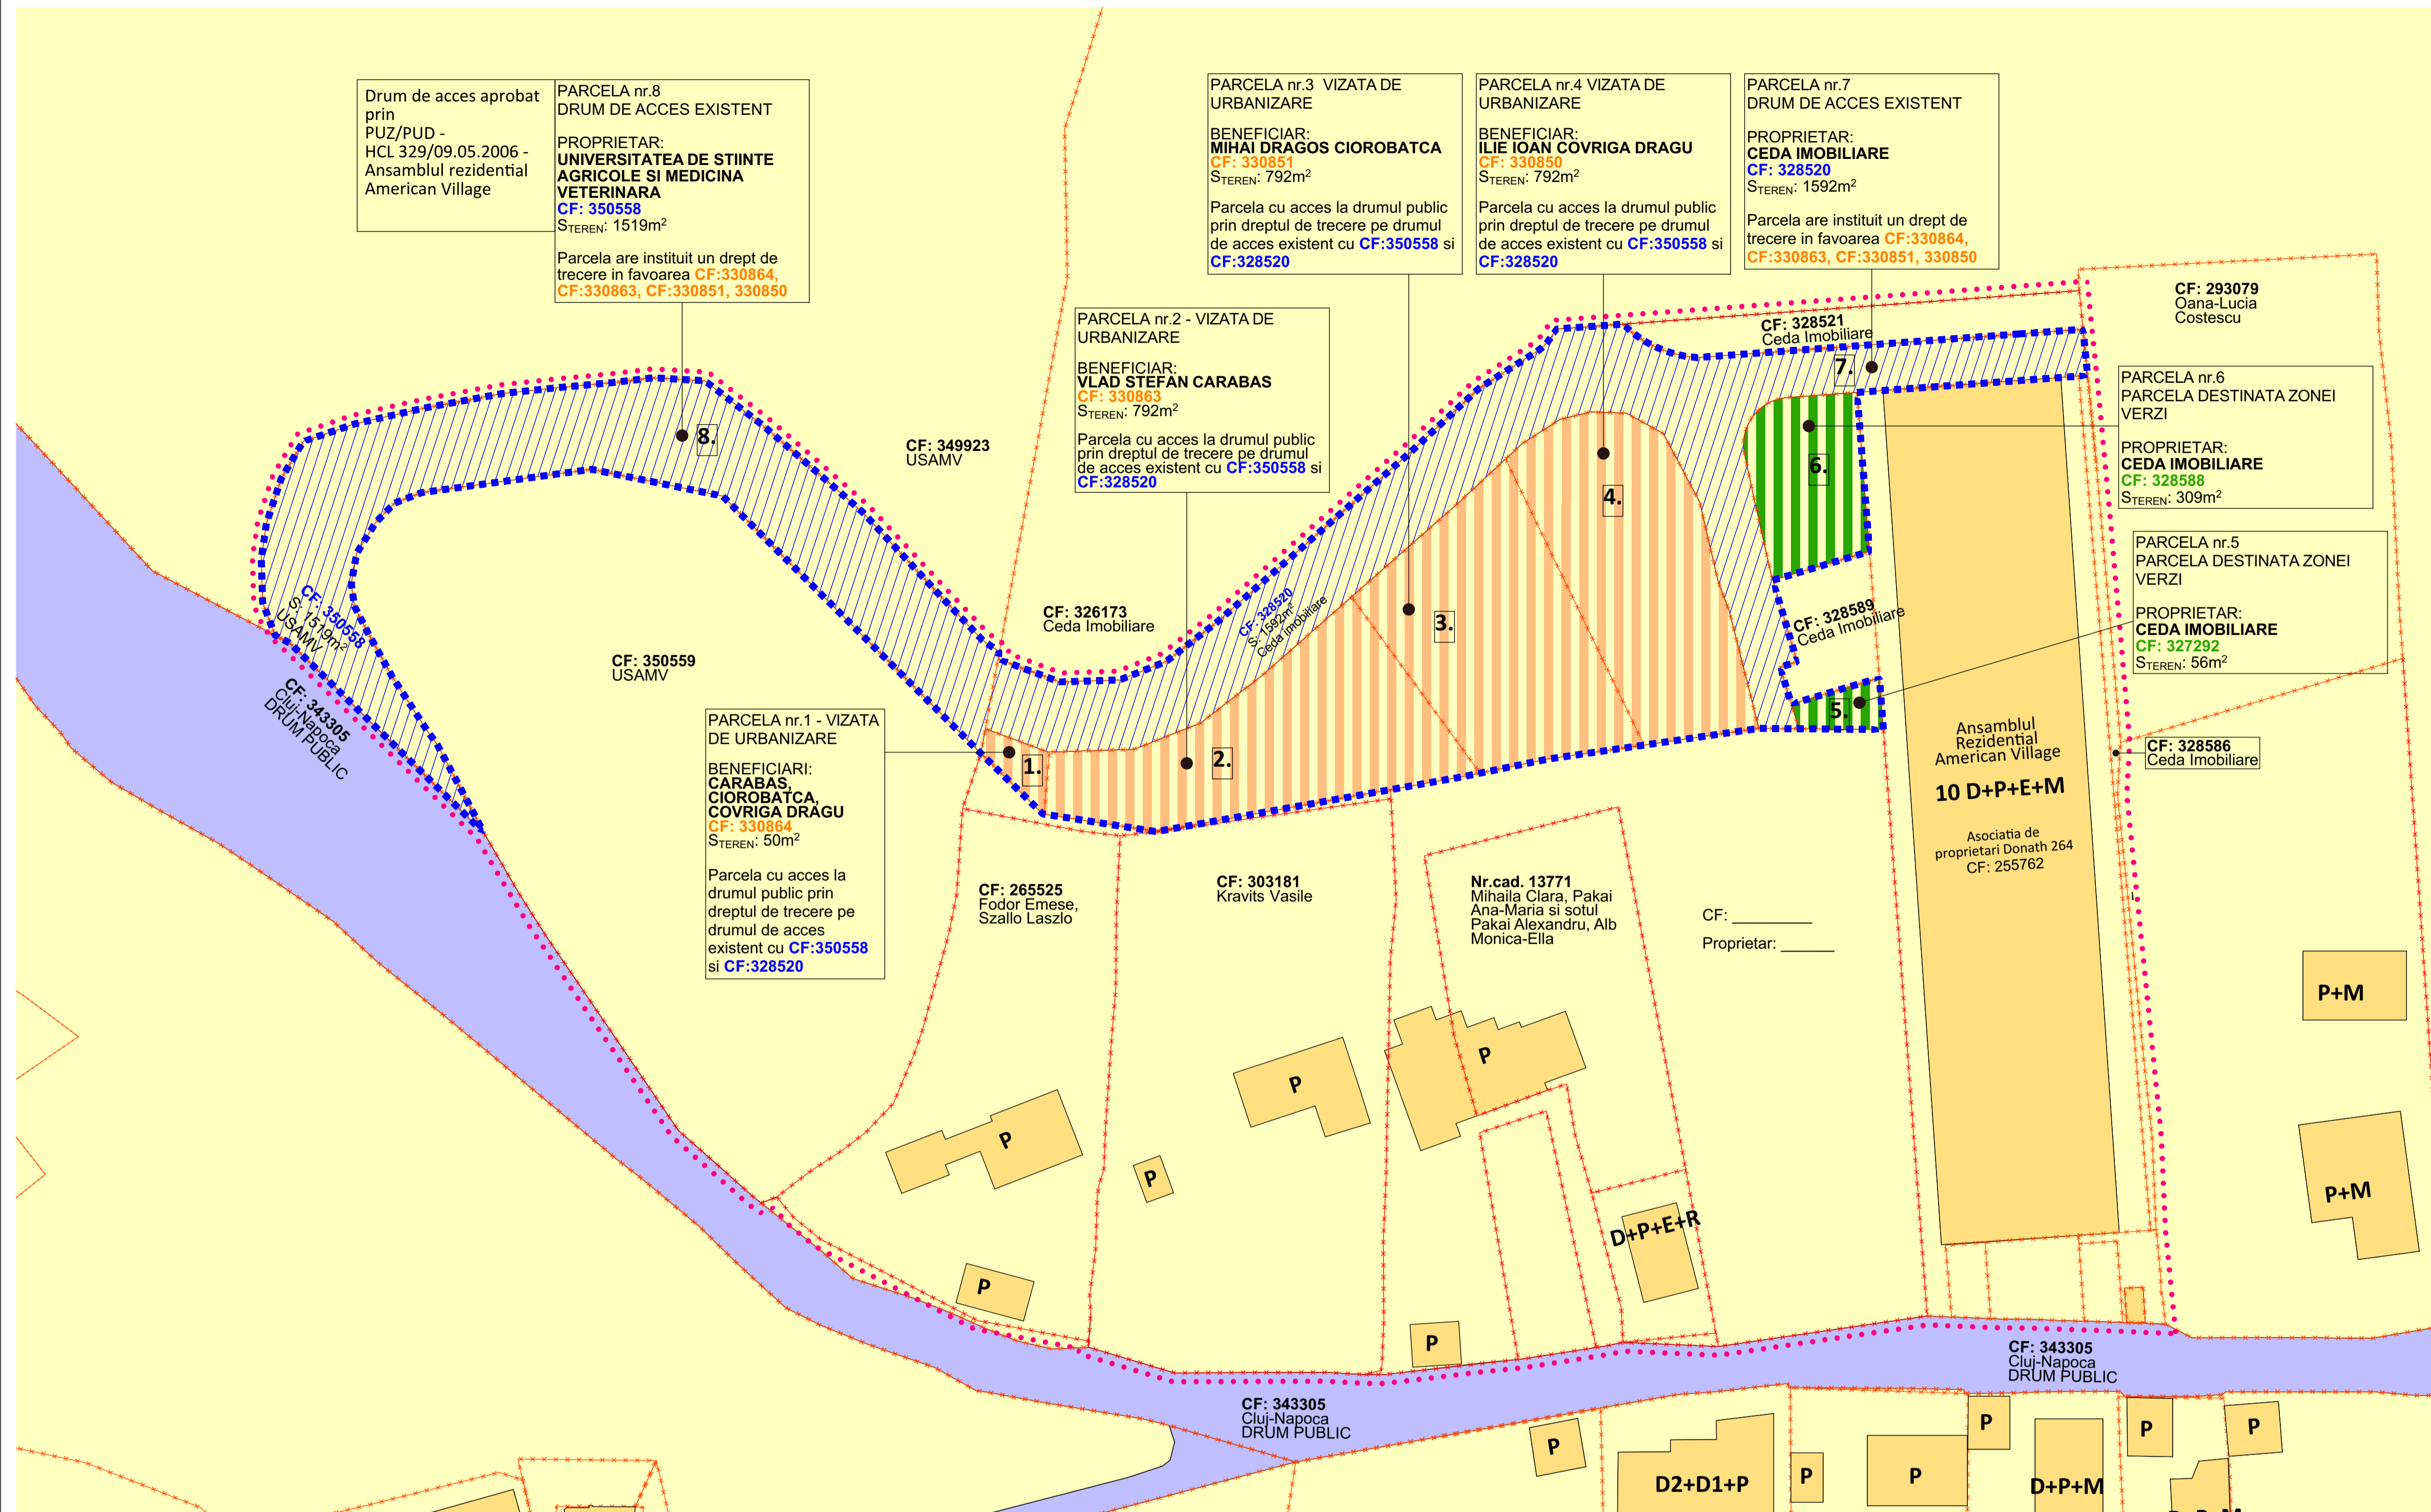 Drum de acces aprobat
prin
PUZ/PUD -
HCL 329/09.05.2006 -
Ansamblul rezidential
American Village
PARCELA nr.8
DRUM DE ACCES EXISTENT
PROPRIETAR:
UNIVERSITATEA DE STIINTE
AGRICOLE SI MEDICINA
VETERINARA
CF: 350558
STEREN: 1519m²
Parcela are instituit un drept de
trecere in favoarea CF:330864,
CF:330863, CF:330851, 330850
PARCELA nr.3 VIZATA DE
URBANIZARE
BENEFICIAR:
MIHAI DRAGOS CIOROBATCA
CF: 330851
STEREN: 792m²
Parcela cu acces la drumul public
prin dreptul de trecere pe drumul
de acces existent cu CF:350558 si
CF:328520
PARCELA nr.4 VIZATA DE
URBANIZARE
BENEFICIAR:
ILIE IOAN COVRIGA DRAGU
CF: 330850
STEREN: 792m²
Parcela cu acces la drumul public
prin dreptul de trecere pe drumul
de acces existent cu CF:350558 si
CF:328520
PARCELA nr.7
DRUM DE ACCES EXISTENT
PROPRIETAR:
CEDA IMOBILIARE
CF: 328520
STEREN: 1592m²
Parcela are instituit un drept de
trecere in favoarea CF:330864,
CF:330863, CF:330851, 330850
PARCELA nr.2 - VIZATA DE
URBANIZARE
BENEFICIAR:
VLAD STEFAN CARABAS
CF: 330863
STEREN: 792m²
Parcela cu acces la drumul public
prin dreptul de trecere pe drumul
de acces existent cu CF:350558 si
CF:328520
CF: 293079
Oana-Lucia
Costescu
CF: 328521
Ceda Imobiliare
7.
PARCELA nr.6
PARCELA DESTINATA ZONEI
VERZI
PROPRIETAR:
CEDA IMOBILIARE
CF: 328588
STEREN: 309m²
8.
CF: 349923
USAMV
6.
4.
PARCELA nr.5
PARCELA DESTINATA ZONEI
VERZI
PROPRIETAR:
CEDA IMOBILIARE
CF: 327292
STEREN: 56m²
CF: 350558
S: 1519m²
USAMV
CF: 326173
Ceda Imobiliare
CF: 328520
S: 1592m²
Ceda Imobiliare
3.
CF: 328589
Ceda Imobiliare
CF: 350559
USAMV
CF: 343305
Cluj-Napoca
DRUM PUBLIC
5.
PARCELA nr.1 - VIZATA
DE URBANIZARE
BENEFICIARI:
CARABAS,
CIOROBATCA,
COVRIGA DRAGU
CF: 330864
STEREN: 50m²
Parcela cu acces la
drumul public prin
dreptul de trecere pe
drumul de acces
existent cu CF:350558
si CF:328520
1.
2.
Ansamblul
Rezidential
American Village
10 D+P+E+M
Asociatia de
proprietari Donath 264
CF: 255762
CF: 328586
Ceda Imobiliare
CF: 265525
Fodor Emese,
Szallo Laszlo
CF: 303181
Kravits Vasile
Nr.cad. 13771
Mihaila Clara, Pakai
Ana-Maria si sotul
Pakai Alexandru, Alb
Monica-Ella
CF: _________
Proprietar: ______
P+M
P
P
P
P
P+M
D+P+E+R
P
P
CF: 343305
Cluj-Napoca
DRUM PUBLIC
CF: 343305
Cluj-Napoca
DRUM PUBLIC
P
D2+D1+P
P
P
P
D+P+M
P
P